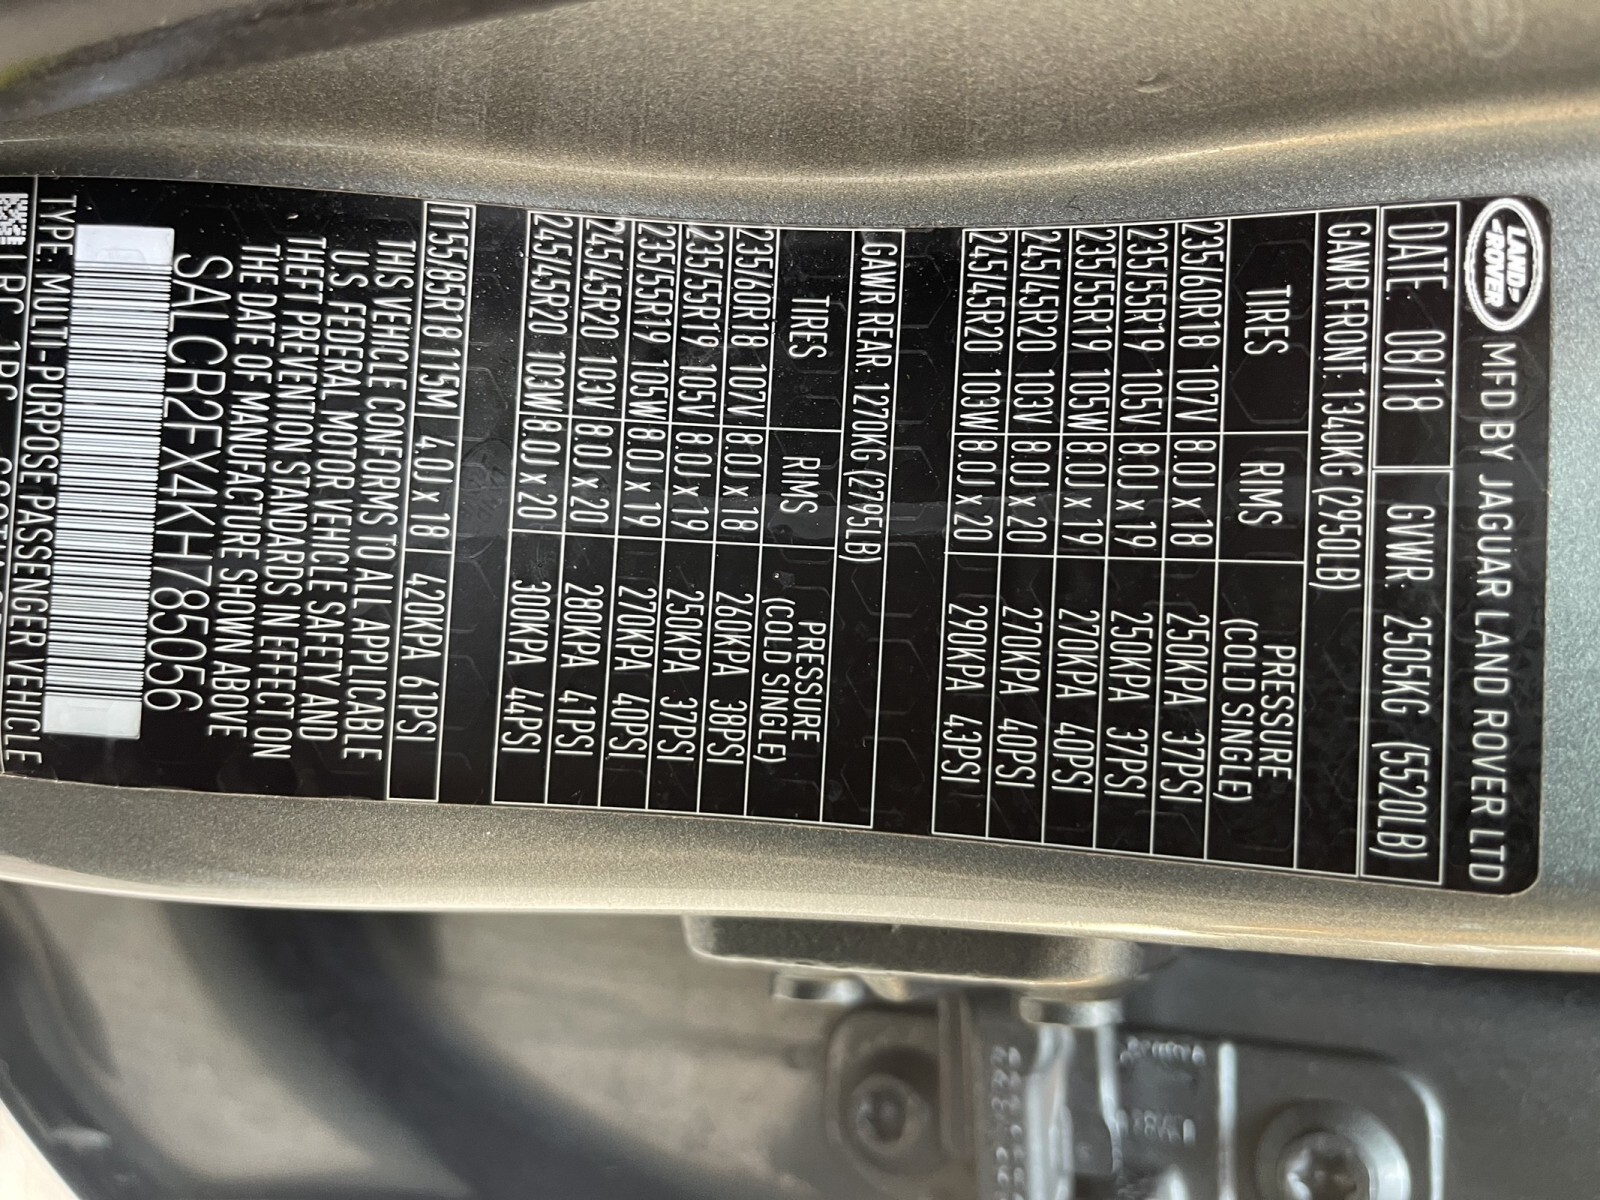 LAND ROVER MFD BY JAGUAR LAND ROVER LTD
DATE 08/18 GVWR: 2505KG (5520LB)
GAWR FRONT: 1340KG (2950LB)
TIRES RIMS PRESSURE (COLD SINGLE)
235/60R18 107V 8.0J x 18 250KPA 37PSI
235/55R19 105V 8.0J x 19 250KPA 37PSI
235/55R19 105W 8.0J x 19 270KPA 40PSI
245/45R20 103V 8.0J x 20 270KPA 40PSI
245/45R20 103W 8.0J x 20 290KPA 43PSI
GAWR REAR: 1270KG (2795LB)
TIRES RIMS PRESSURE (COLD SINGLE)
235/60R18 107V 8.0J x 18 260KPA 38PSI
235/55R19 105V 8.0J x 19 250KPA 37PSI
235/55R19 105W 8.0J x 19 270KPA 40PSI
245/45R20 103V 8.0J x 20 280KPA 41PSI
245/45R20 103W 8.0J x 20 300KPA 44PSI
T155/85R18 115M 4.0J x 18 420KPA 61PSI
THIS VEHICLE CONFORMS TO ALL APPLICABLE
U.S. FEDERAL MOTOR VEHICLE SAFETY AND
THEFT PREVENTION STANDARDS IN EFFECT ON
THE DATE OF MANUFACTURE SHOWN ABOVE
SALCR2FX4KH785056
TYPE: MULTI-PURPOSE PASSENGER VEHICLE